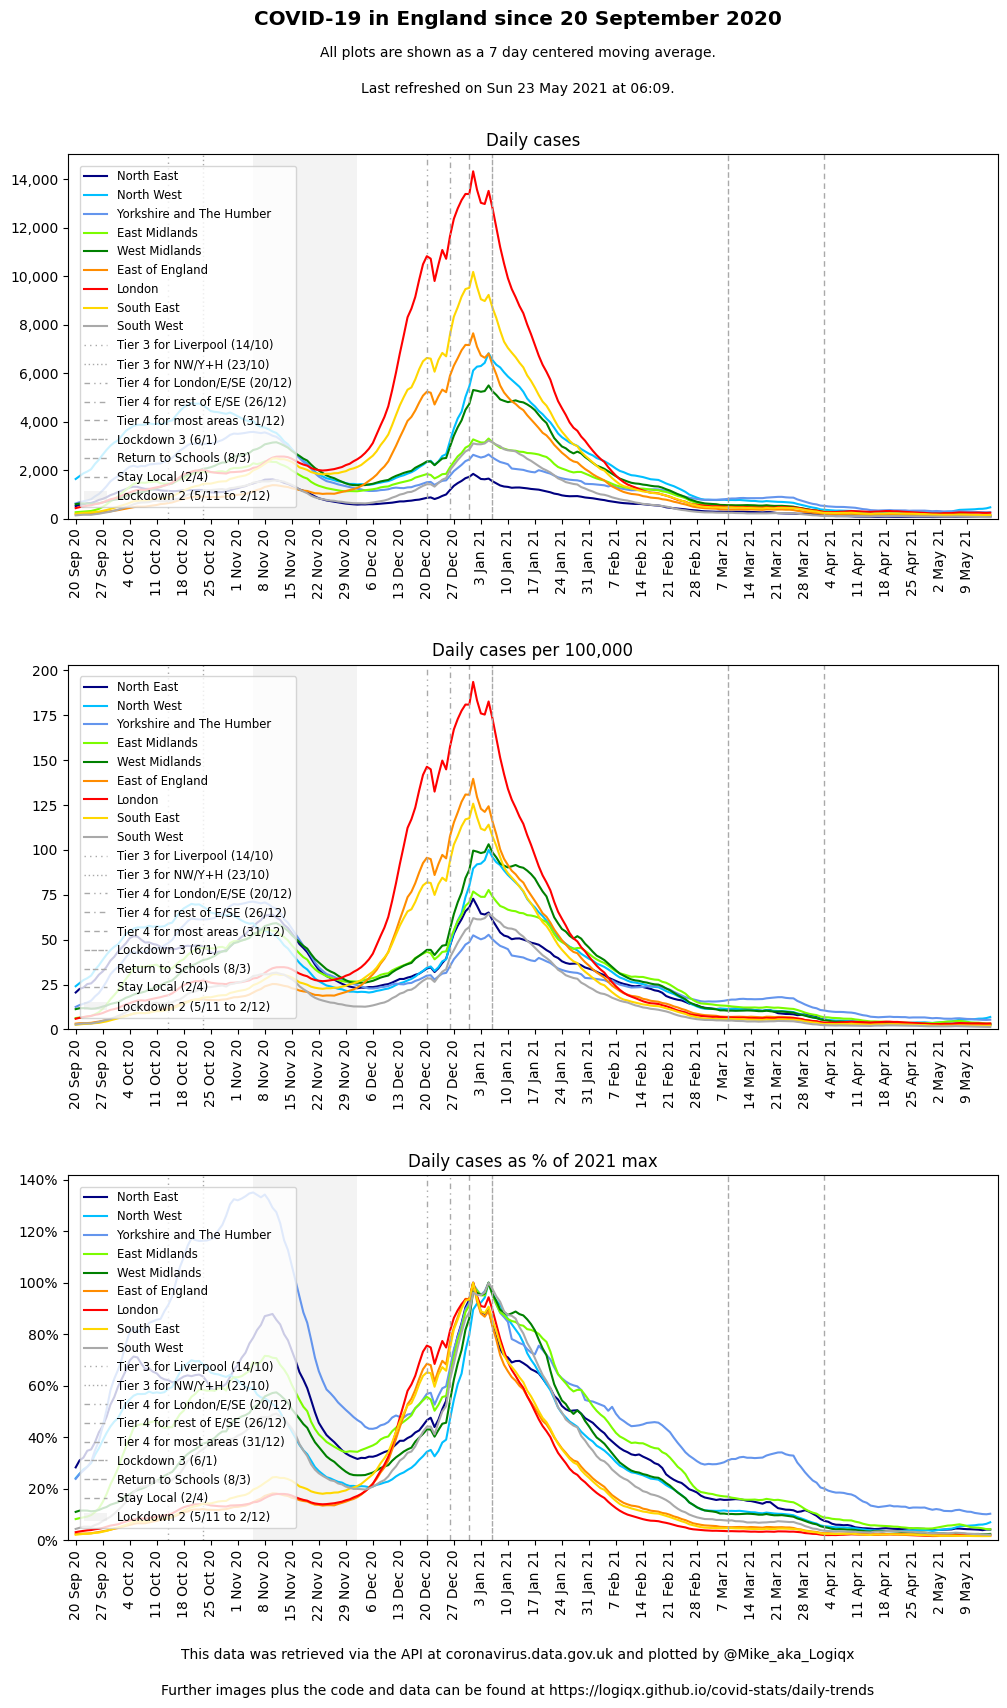 COVID-19 in England since 20 September 2020
All plots are shown as a 7 day centered moving average.
Last refreshed on Sun 23 May 2021 at 06:09.
Daily cases
14,000
12,000
10,000
8,000
6,000
4,000
2,000
0
North East
North West
Yorkshire and The Humber
East Midlands
West Midlands
East of England
London
South East
South West
Tier 3 for Liverpool (14/10)
Tier 3 for NW/Y+H (23/10)
Tier 4 for London/E/SE (20/12)
Tier 4 for rest of E/SE (26/12)
Tier 4 for most areas (31/12)
Lockdown 3 (6/1)
Return to Schools (8/3)
Stay Local (2/4)
Lockdown 2 (5/11 to 2/12)
20 Sep 20
27 Sep 20
4 Oct 20
11 Oct 20
18 Oct 20
25 Oct 20
1 Nov 20
8 Nov 20
15 Nov 20
22 Nov 20
29 Nov 20
6 Dec 20
13 Dec 20
20 Dec 20
27 Dec 20
3 Jan 21
10 Jan 21
17 Jan 21
24 Jan 21
31 Jan 21
7 Feb 21
14 Feb 21
21 Feb 21
28 Feb 21
7 Mar 21
14 Mar 21
21 Mar 21
28 Mar 21
4 Apr 21
11 Apr 21
18 Apr 21
25 Apr 21
2 May 21
9 May 21
Daily cases per 100,000
200
175
150
125
100
75
50
25
0
North East
North West
Yorkshire and The Humber
East Midlands
West Midlands
East of England
London
South East
South West
Tier 3 for Liverpool (14/10)
Tier 3 for NW/Y+H (23/10)
Tier 4 for London/E/SE (20/12)
Tier 4 for rest of E/SE (26/12)
Tier 4 for most areas (31/12)
Lockdown 3 (6/1)
Return to Schools (8/3)
Stay Local (2/4)
Lockdown 2 (5/11 to 2/12)
20 Sep 20
27 Sep 20
4 Oct 20
11 Oct 20
18 Oct 20
25 Oct 20
1 Nov 20
8 Nov 20
15 Nov 20
22 Nov 20
29 Nov 20
6 Dec 20
13 Dec 20
20 Dec 20
27 Dec 20
3 Jan 21
10 Jan 21
17 Jan 21
24 Jan 21
31 Jan 21
7 Feb 21
14 Feb 21
21 Feb 21
28 Feb 21
7 Mar 21
14 Mar 21
21 Mar 21
28 Mar 21
4 Apr 21
11 Apr 21
18 Apr 21
25 Apr 21
2 May 21
9 May 21
Daily cases as % of 2021 max
140%
120%
100%
80%
60%
40%
20%
0%
North East
North West
Yorkshire and The Humber
East Midlands
West Midlands
East of England
London
South East
South West
Tier 3 for Liverpool (14/10)
Tier 3 for NW/Y+H (23/10)
Tier 4 for London/E/SE (20/12)
Tier 4 for rest of E/SE (26/12)
Tier 4 for most areas (31/12)
Lockdown 3 (6/1)
Return to Schools (8/3)
Stay Local (2/4)
Lockdown 2 (5/11 to 2/12)
20 Sep 20
27 Sep 20
4 Oct 20
11 Oct 20
18 Oct 20
25 Oct 20
1 Nov 20
8 Nov 20
15 Nov 20
22 Nov 20
29 Nov 20
6 Dec 20
13 Dec 20
20 Dec 20
27 Dec 20
3 Jan 21
10 Jan 21
17 Jan 21
24 Jan 21
31 Jan 21
7 Feb 21
14 Feb 21
21 Feb 21
28 Feb 21
7 Mar 21
14 Mar 21
21 Mar 21
28 Mar 21
4 Apr 21
11 Apr 21
18 Apr 21
25 Apr 21
2 May 21
9 May 21
This data was retrieved via the API at coronavirus.data.gov.uk and plotted by @Mike_aka_Logiqx
Further images plus the code and data can be found at https://logiqx.github.io/covid-stats/daily-trends